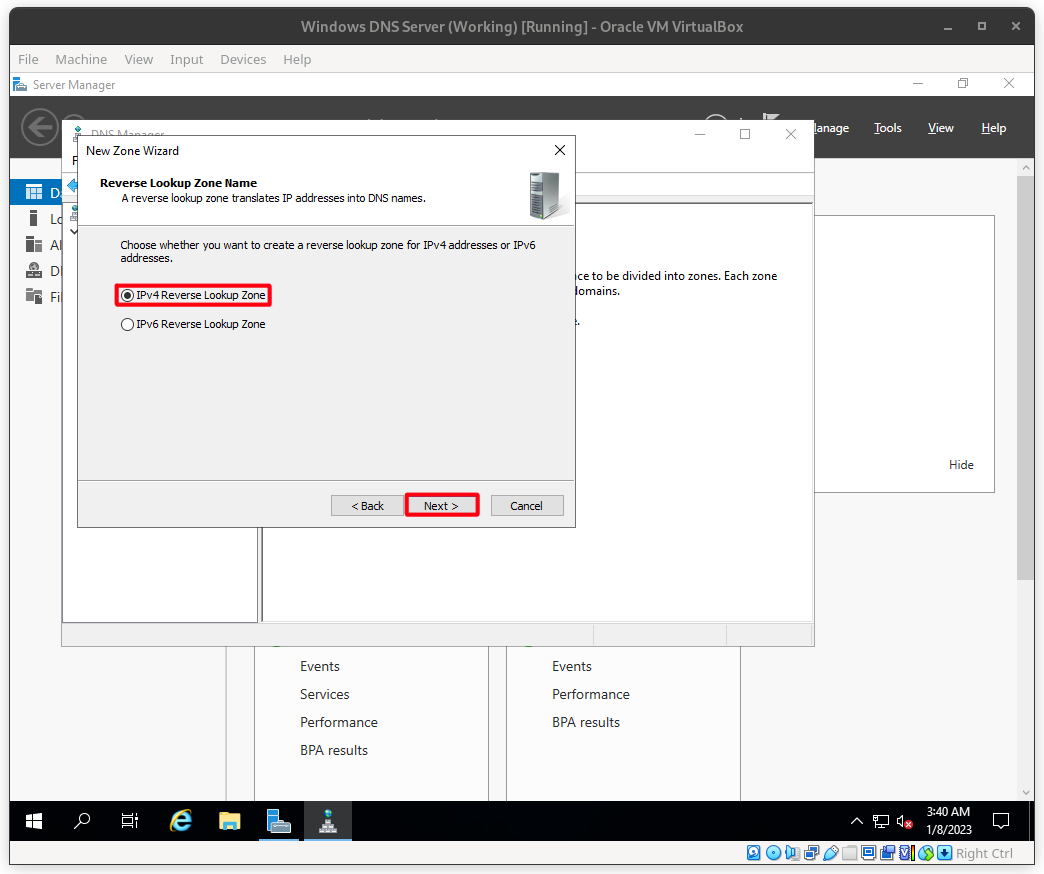 Windows DNS Server (Working) [Running] - Oracle VM VirtualBox
File Machine View Input Devices Help
Server Manager
DNS Manager
Tools View Help
New Zone Wizard
Reverse Lookup Zone Name
A reverse lookup zone translates IP addresses into DNS names.
Choose whether you want to create a reverse lookup zone for IPv4 addresses or IPv6
addresses.
IPv4 Reverse Lookup Zone
IPv6 Reverse Lookup Zone
< Back Next > Cancel
to be divided into zones. Each zone
Hide
Events
Services
Performance
BPA results
Events
Performance
BPA results
3:40 AM
1/8/2023
Right Ctrl